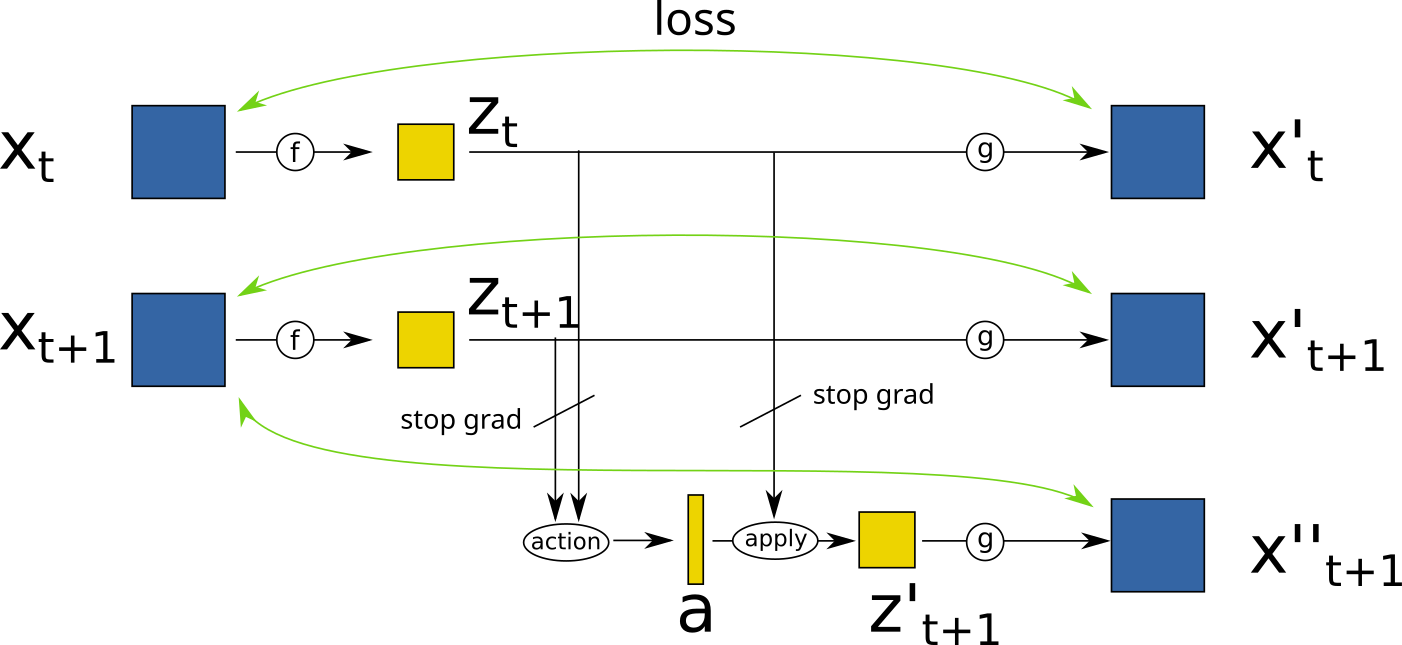 loss
x_t
f
z_t
g
x'_t
x_{t+1}
f
z_{t+1}
g
x'_{t+1}
stop grad
stop grad
action
a
apply
z'_{t+1}
g
x''_{t+1}